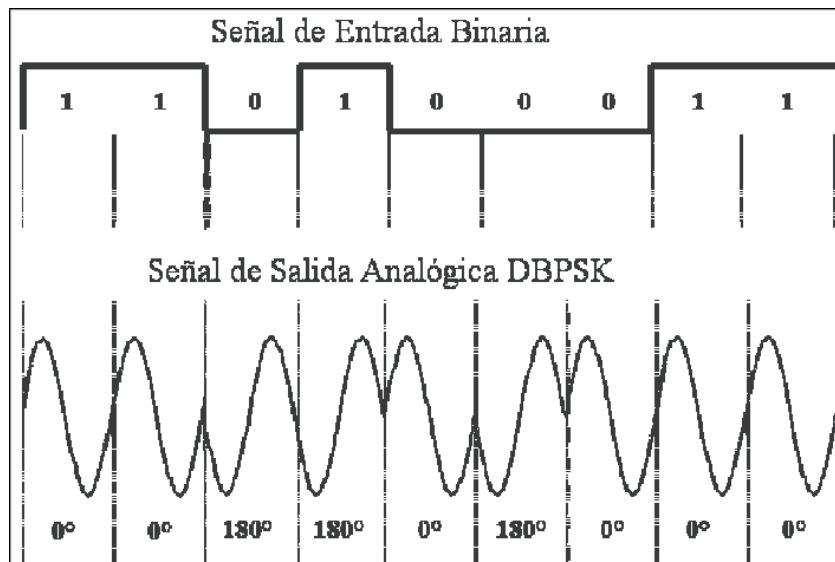 Señal de Entrada Binaria
1 1 0 1 0 0 0 1 1
Señal de Salida Analógica DBPSK
0° 0° 180° 180° 0° 180° 0° 0° 0°